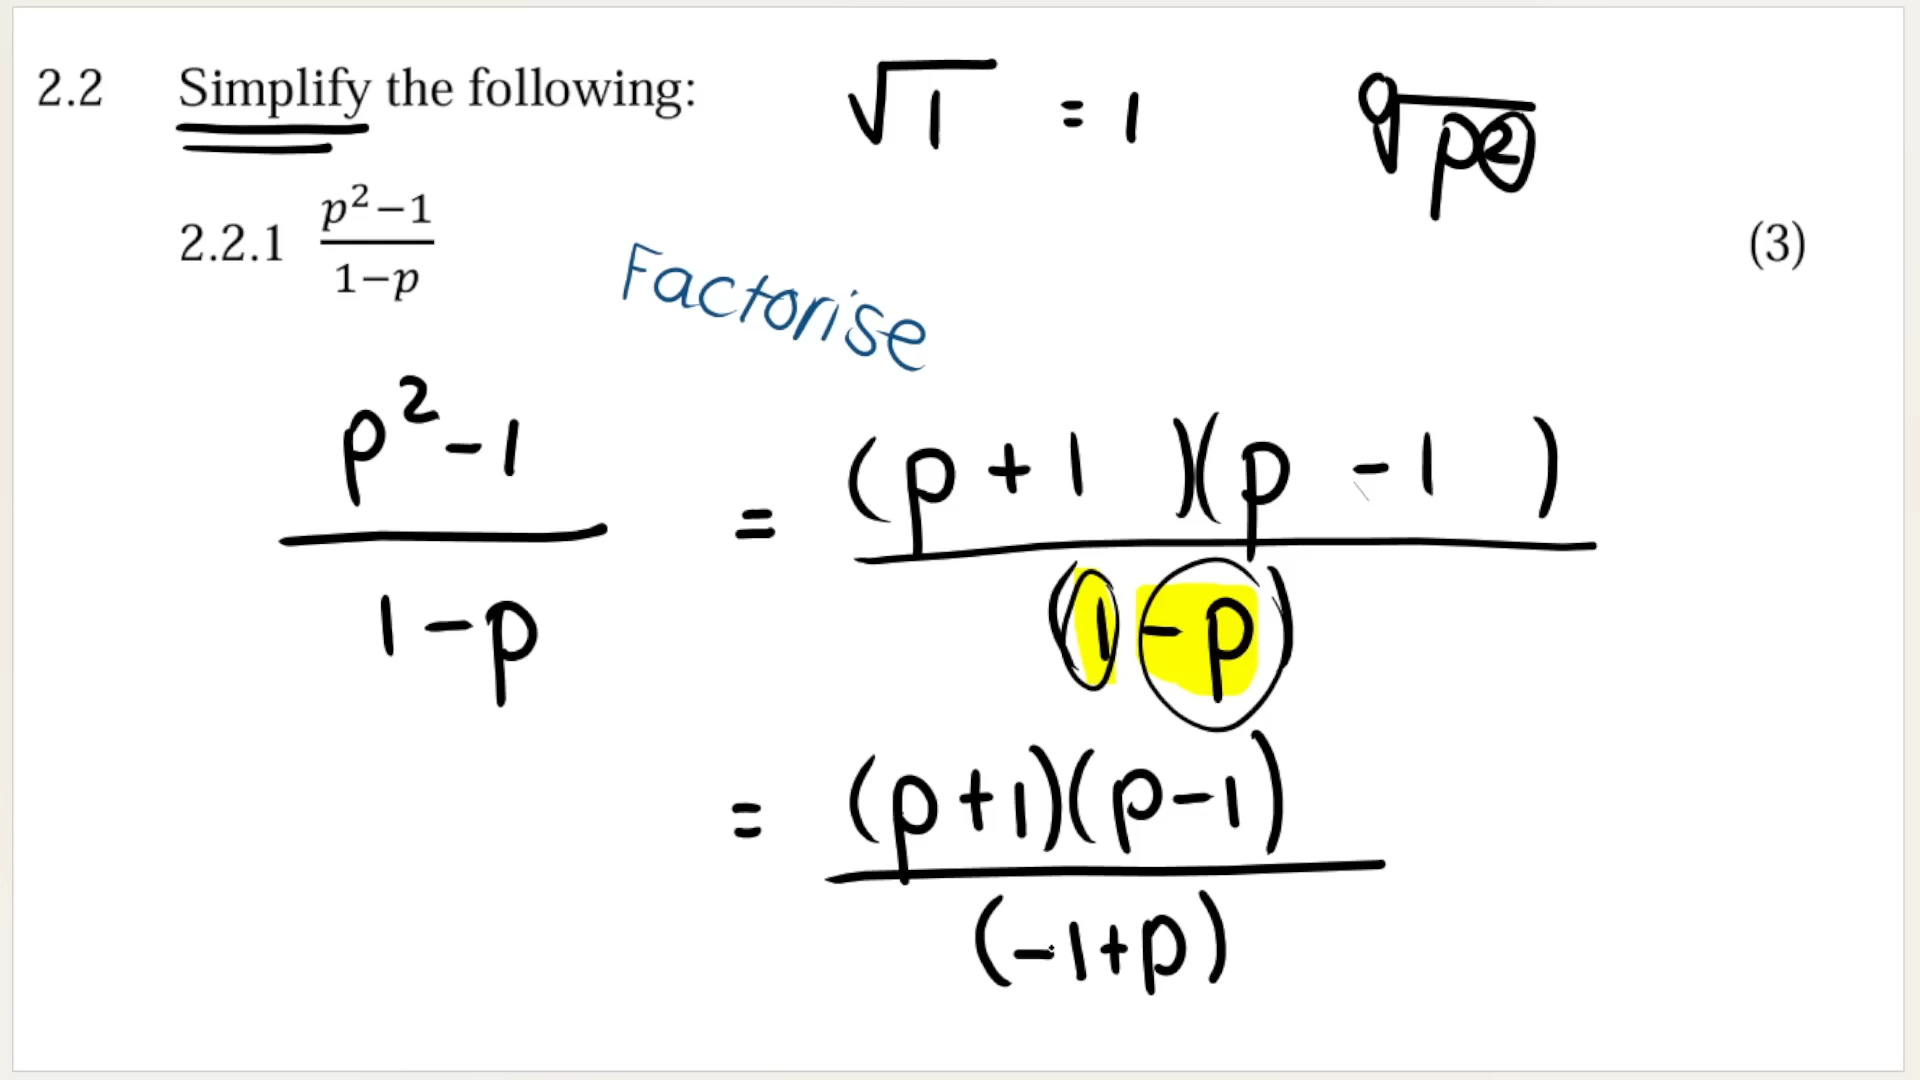 2.2 Simplify the following:
√1 = 1
√p²
2.2.1 p²−1 / 1−p (3)
Factorise
p² - 1 / 1 - p = (p + 1 )(p - 1 ) / (1 - p)
= (p+1)(p-1) / (-1+p)